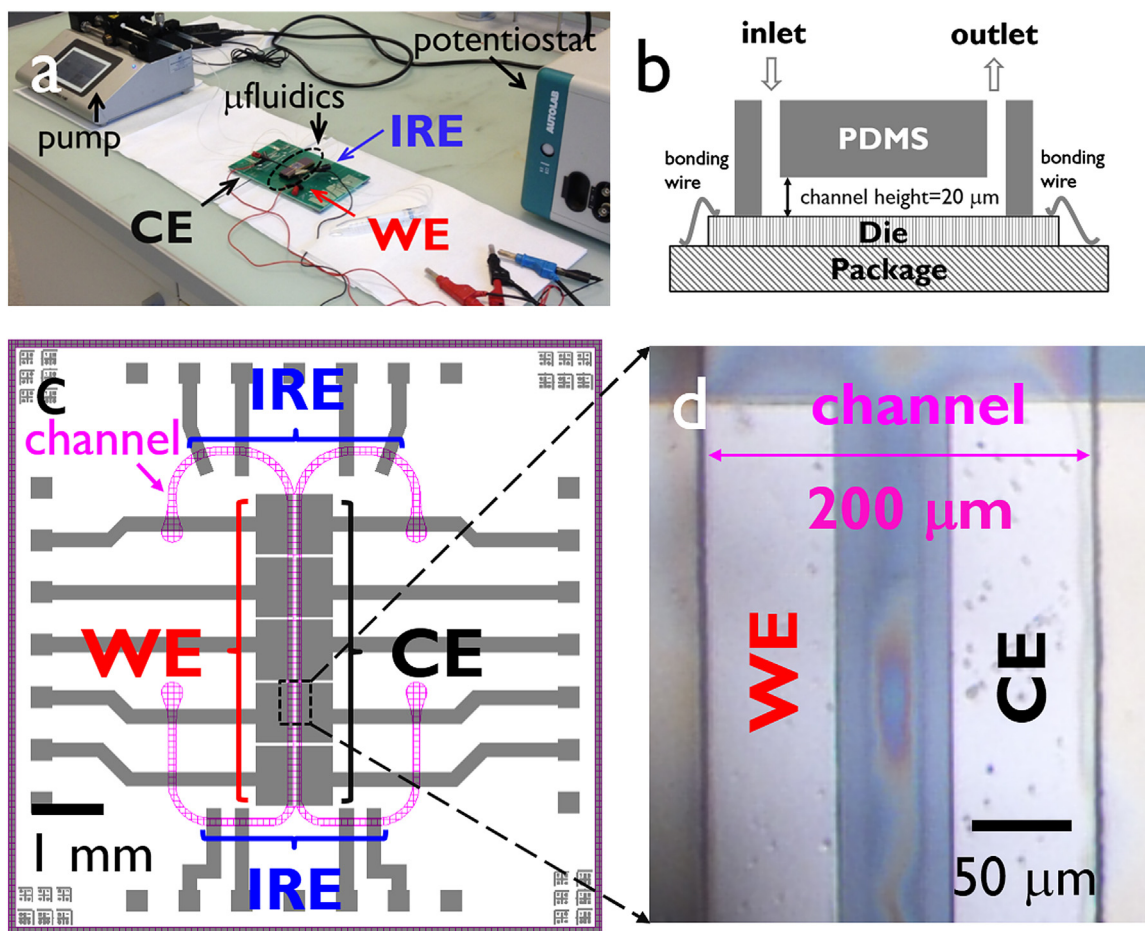 a
potentiostat
μfluidics
IRE
pump
AUTOLAB
CE
WE
b
inlet
outlet
PDMS
bonding
wire
bonding
wire
channel height=20 μm
Die
Package
c
IRE
channel
WE
CE
1 mm
IRE
d
channel
200 μm
WE
CE
50 μm